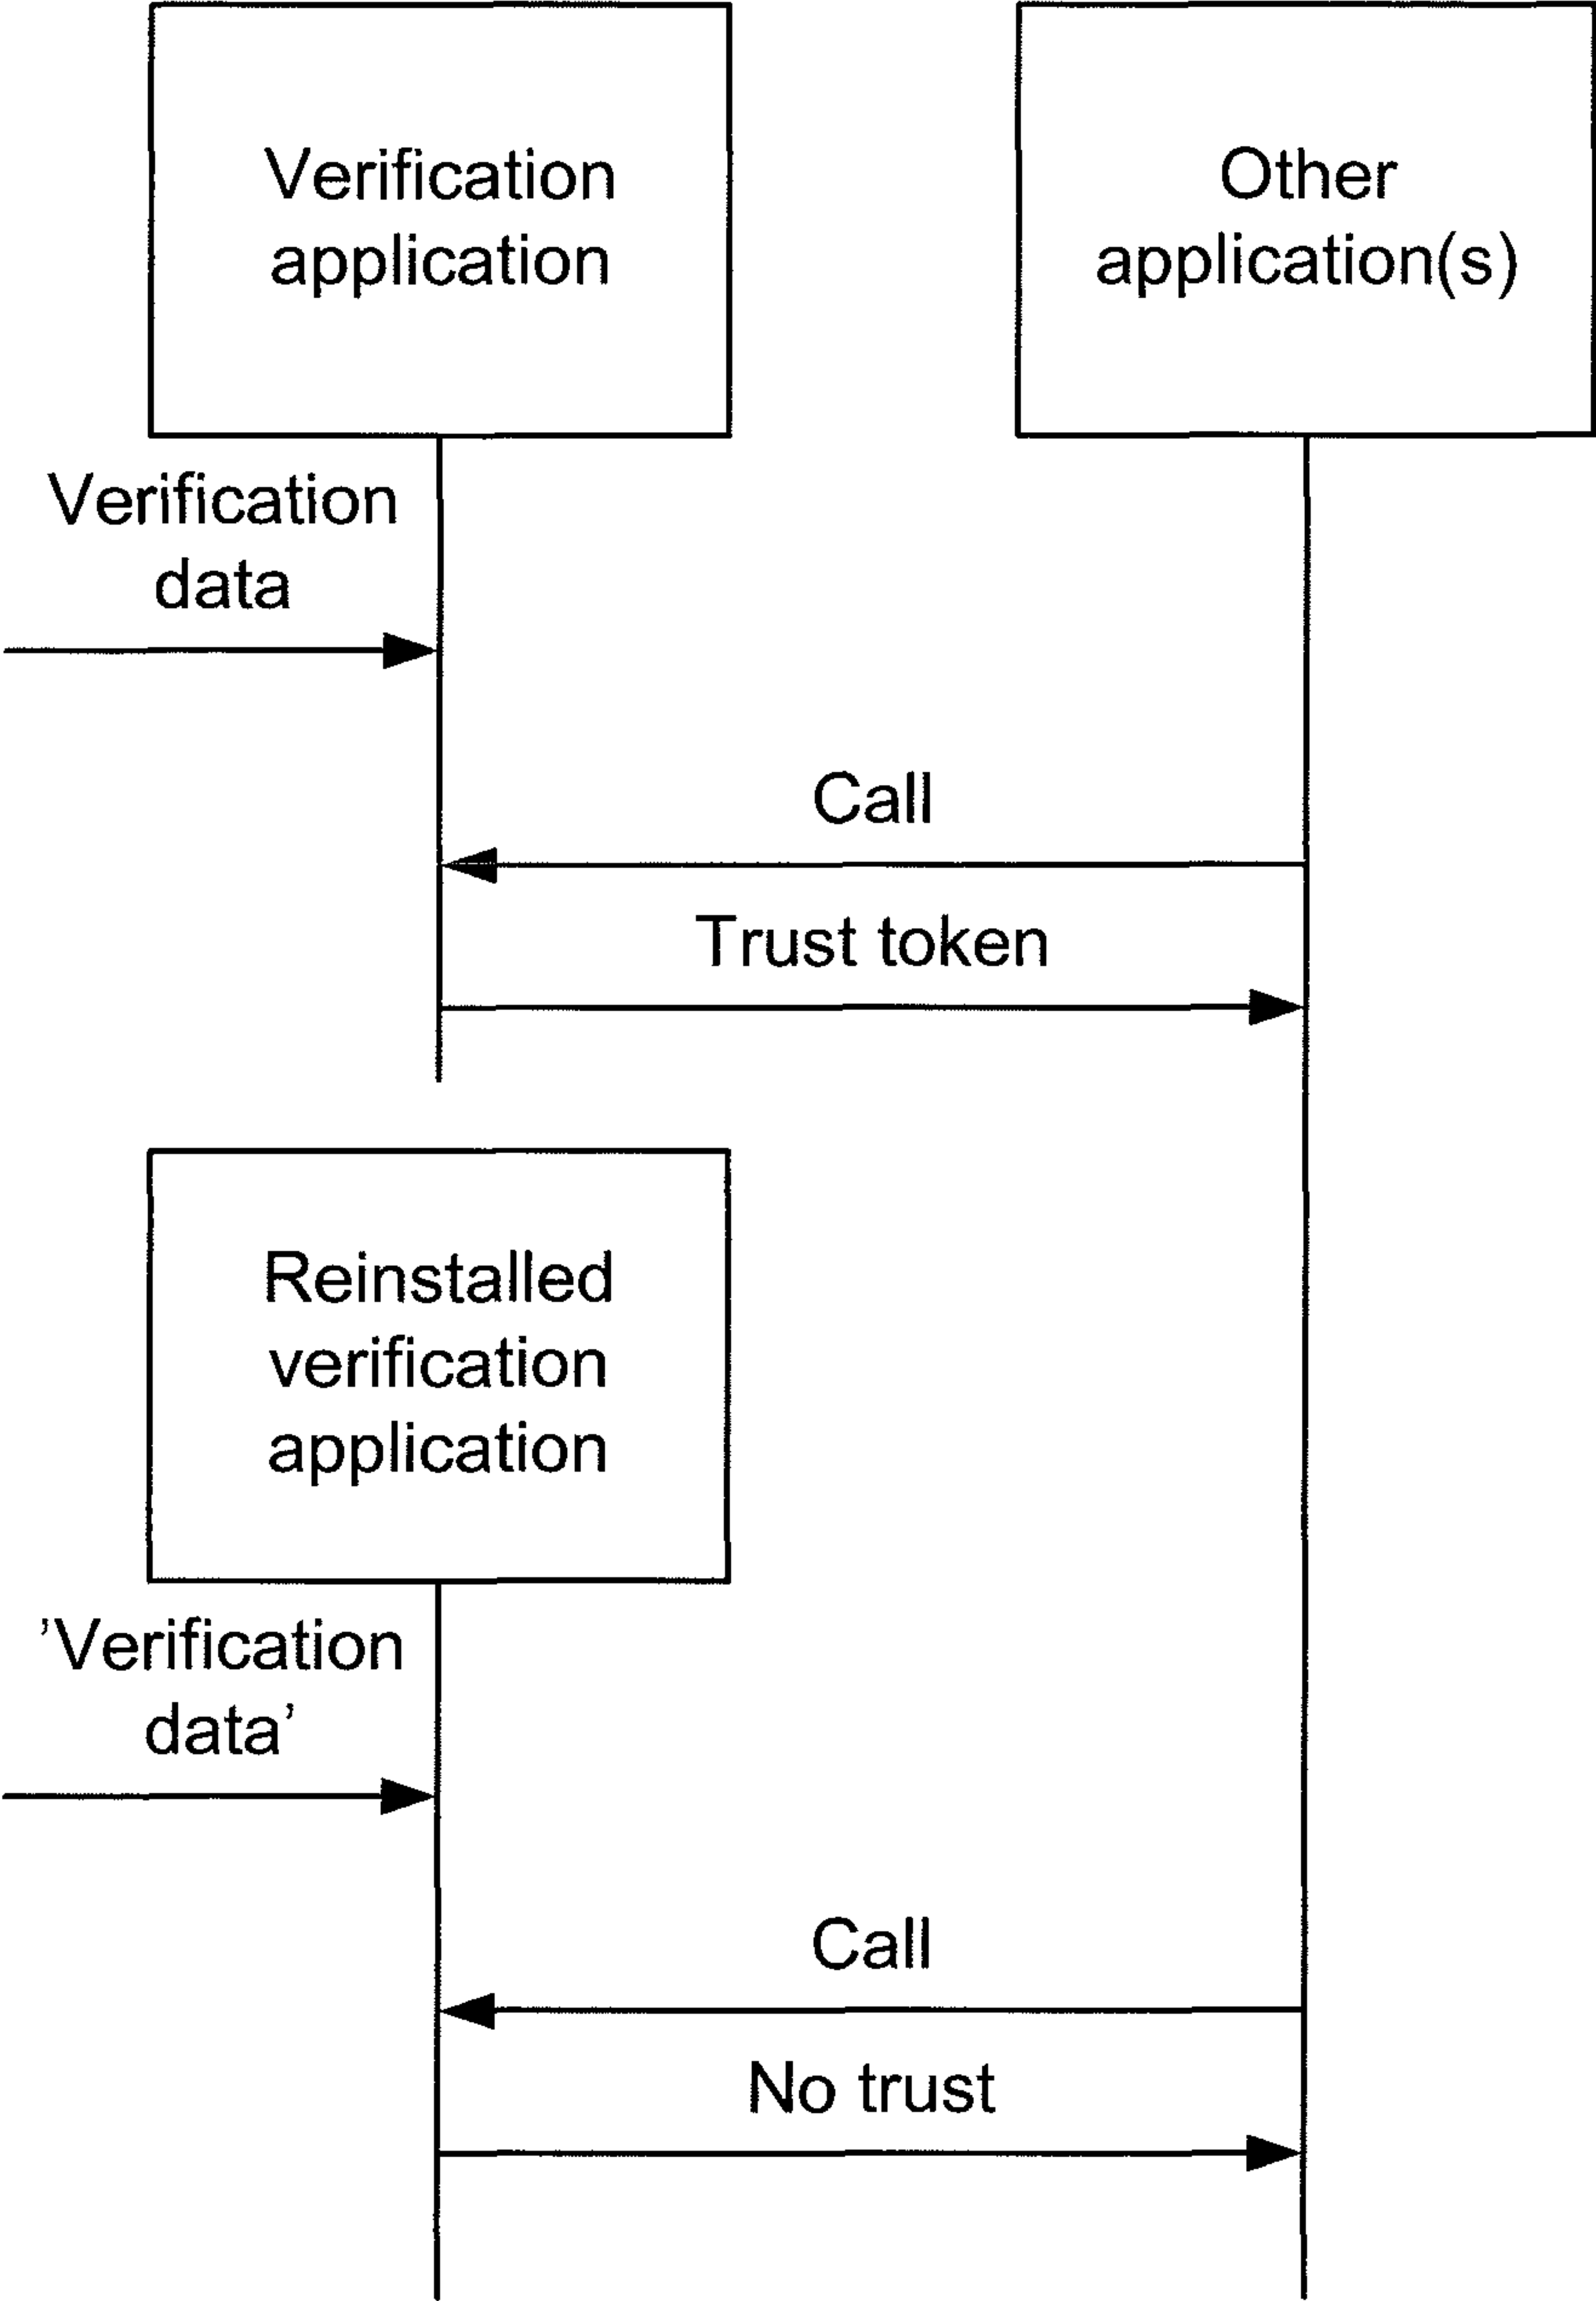 Verification
application
Other
application(s)
Verification
data
Call
Trust token
Reinstalled
verification
application
’Verification
data’
Call
No trust